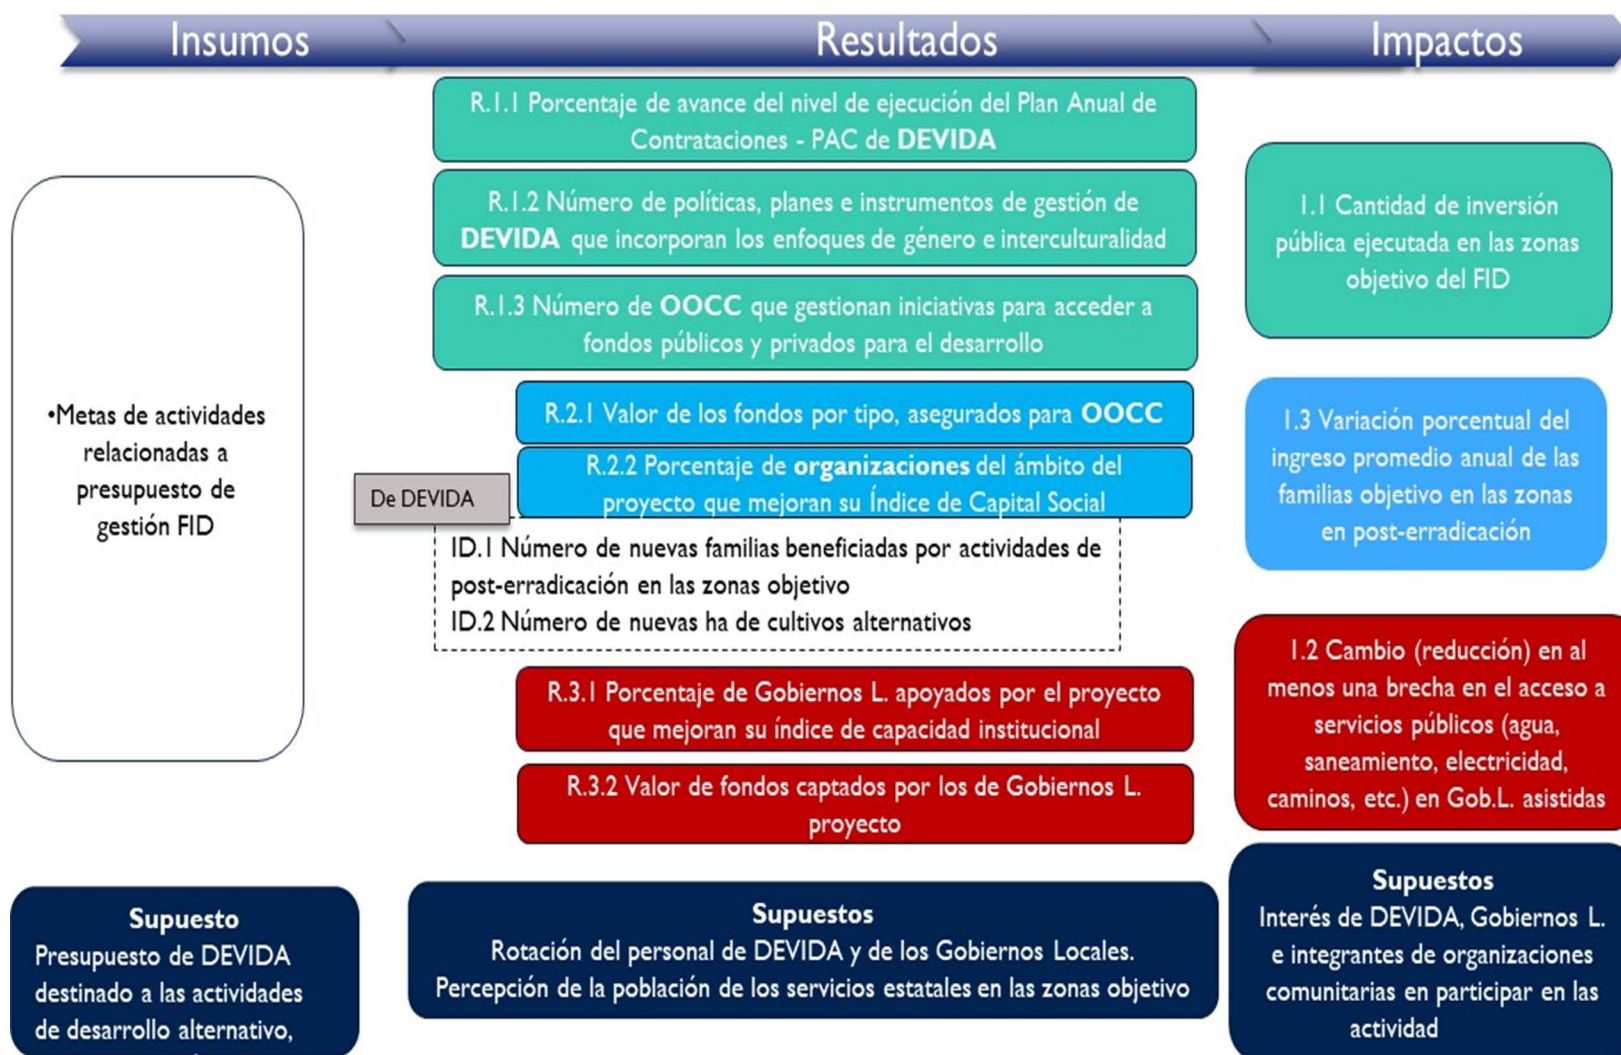 Insumos
Resultados
Impactos
•Metas de actividades
relacionadas a
presupuesto de
gestión FID
R.1.1 Porcentaje de avance del nivel de ejecución del Plan Anual de
Contrataciones - PAC de DEVIDA
R.1.2 Número de políticas, planes e instrumentos de gestión de
DEVIDA que incorporan los enfoques de género e interculturalidad
R.1.3 Número de OOCC que gestionan iniciativas para acceder a
fondos públicos y privados para el desarrollo
R.2.1 Valor de los fondos por tipo, asegurados para OOCC
R.2.2 Porcentaje de organizaciones del ámbito del
proyecto que mejoran su Índice de Capital Social
De DEVIDA
ID.1 Número de nuevas familias beneficiadas por actividades de
post-erradicación en las zonas objetivo
ID.2 Número de nuevas ha de cultivos alternativos
R.3.1 Porcentaje de Gobiernos L. apoyados por el proyecto
que mejoran su índice de capacidad institucional
R.3.2 Valor de fondos captados por los de Gobiernos L.
proyecto
1.1 Cantidad de inversión
pública ejecutada en las zonas
objetivo del FID
1.3 Variación porcentual del
ingreso promedio anual de las
familias objetivo en las zonas
en post-erradicación
1.2 Cambio (reducción) en al
menos una brecha en el acceso a
servicios públicos (agua,
saneamiento, electricidad,
caminos, etc.) en Gob.L. asistidas
Supuesto
Presupuesto de DEVIDA
destinado a las actividades
de desarrollo alternativo,
Supuestos
Rotación del personal de DEVIDA y de los Gobiernos Locales.
Percepción de la población de los servicios estatales en las zonas objetivo
Supuestos
Interés de DEVIDA, Gobiernos L.
e integrantes de organizaciones
comunitarias en participar en las
actividad